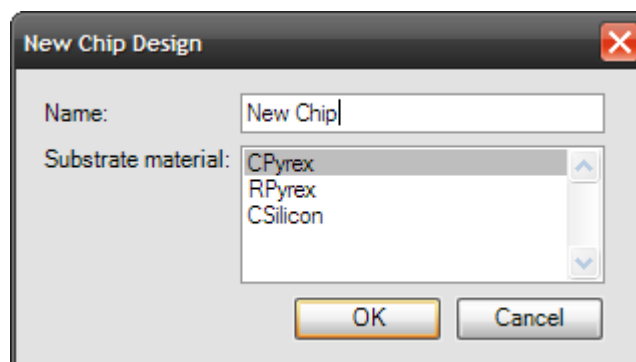 New Chip Design
Name: New Chip
Substrate material: CPyrex
RPyrex
CSilicon
OK Cancel